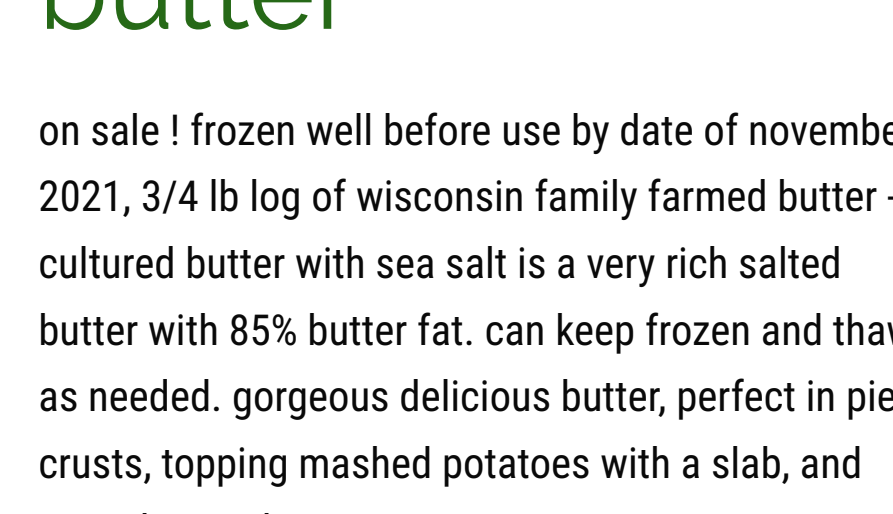 butter
on sale ! frozen well before use by date of novembe
2021, 3/4 lb log of wisconsin family farmed butter -
cultured butter with sea salt is a very rich salted
butter with 85% butter fat. can keep frozen and thaw
as needed. gorgeous delicious butter, perfect in pie
crusts, topping mashed potatoes with a slab, and